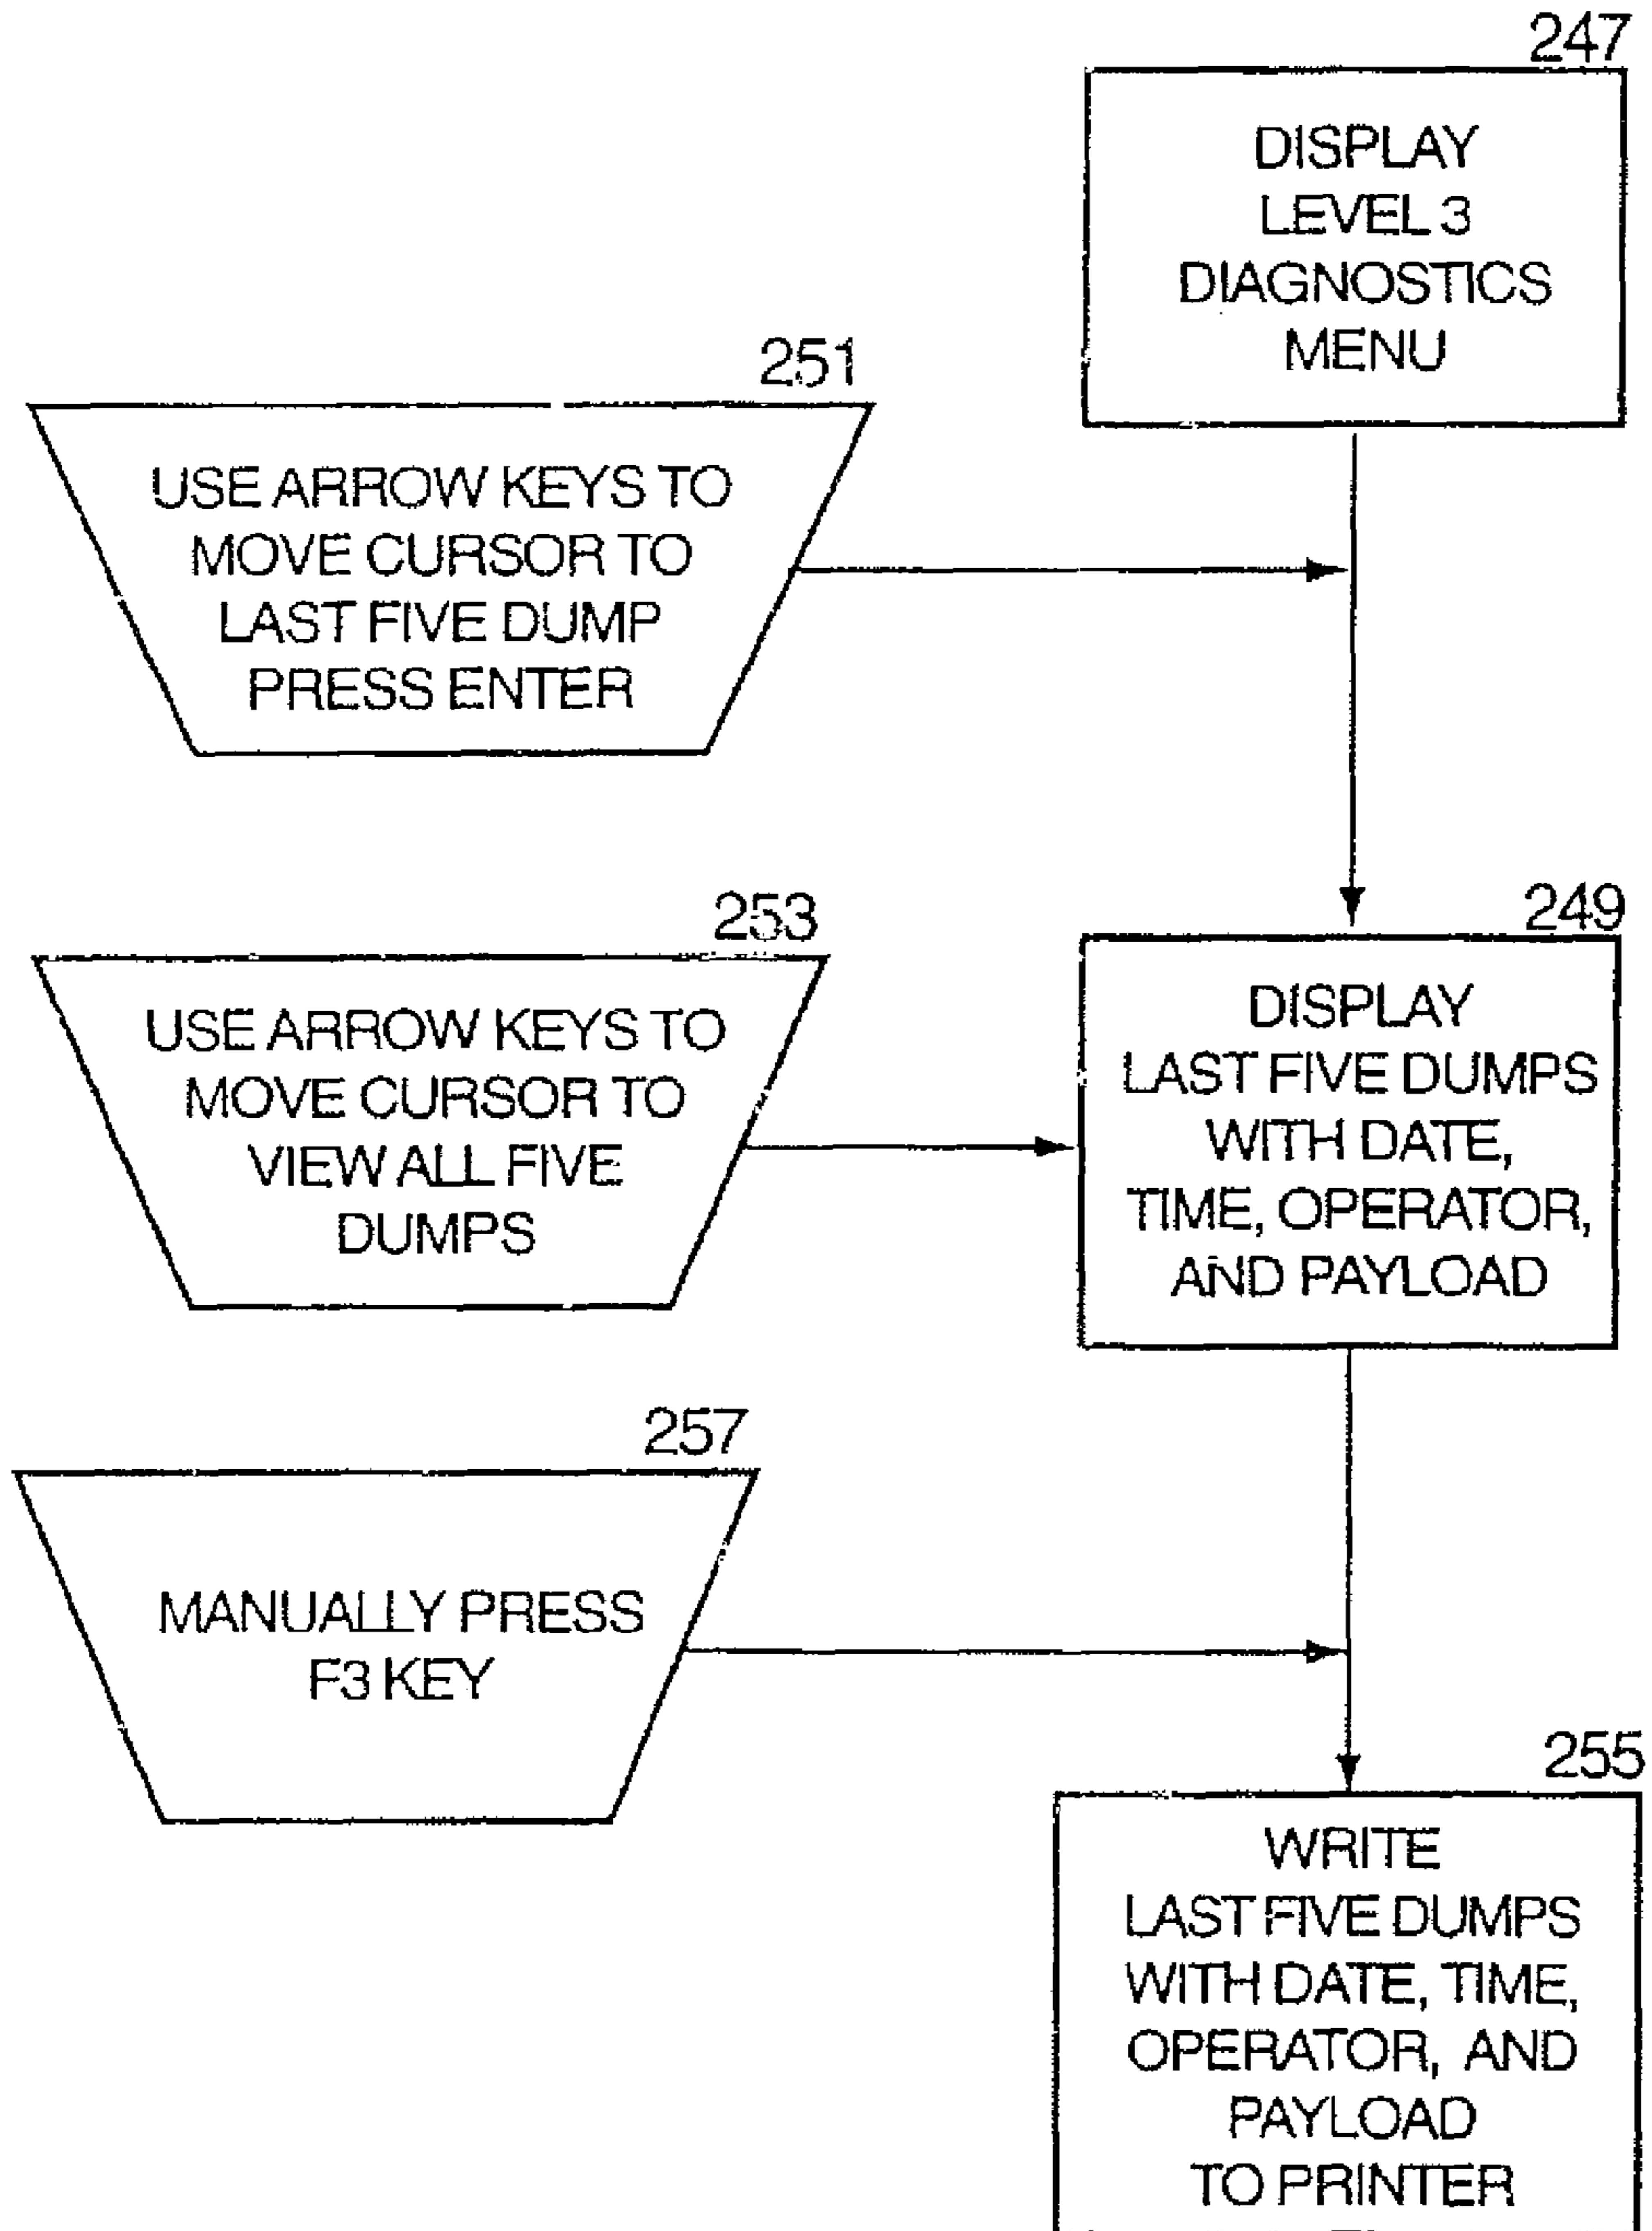 247
DISPLAY
LEVEL 3
DIAGNOSTICS
MENU
251
USE ARROW KEYS TO
MOVE CURSOR TO
LAST FIVE DUMP
PRESS ENTER
253
USE ARROW KEYS TO
MOVE CURSOR TO
VIEW ALL FIVE
DUMPS
249
DISPLAY
LAST FIVE DUMPS
WITH DATE,
TIME, OPERATOR,
AND PAYLOAD
257
MANUALLY PRESS
F3 KEY
255
WRITE
LAST FIVE DUMPS
WITH DATE, TIME,
OPERATOR, AND
PAYLOAD
TO PRINTER